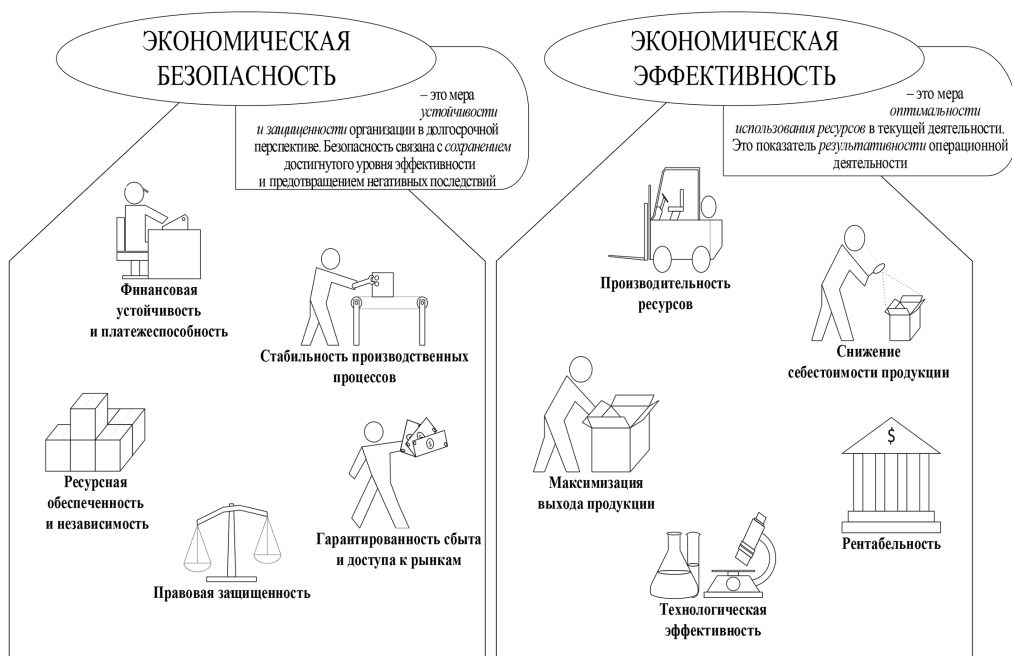 ЭКОНОМИЧЕСКАЯ
БЕЗОПАСНОСТЬ
– это мера
устойчивости
и защищенности организации в долгосрочной
перспективе. Безопасность связана с сохранением
достигнутого уровня эффективности
и предотвращением негативных последствий
Финансовая
устойчивость
и платежеспособность
Стабильность производственных
процессов
Ресурсная
обеспеченность
и независимость
$
Гарантированность сбыта
и доступа к рынкам
Правовая защищенность
ЭКОНОМИЧЕСКАЯ
ЭФФЕКТИВНОСТЬ
– это мера
оптимальности
использования ресурсов в текущей деятельности.
Это показатель результативности операционной
деятельности
Производительность
ресурсов
Снижение
себестоимости продукции
Максимизация
выхода продукции
$
Рентабельность
Технологическая
эффективность